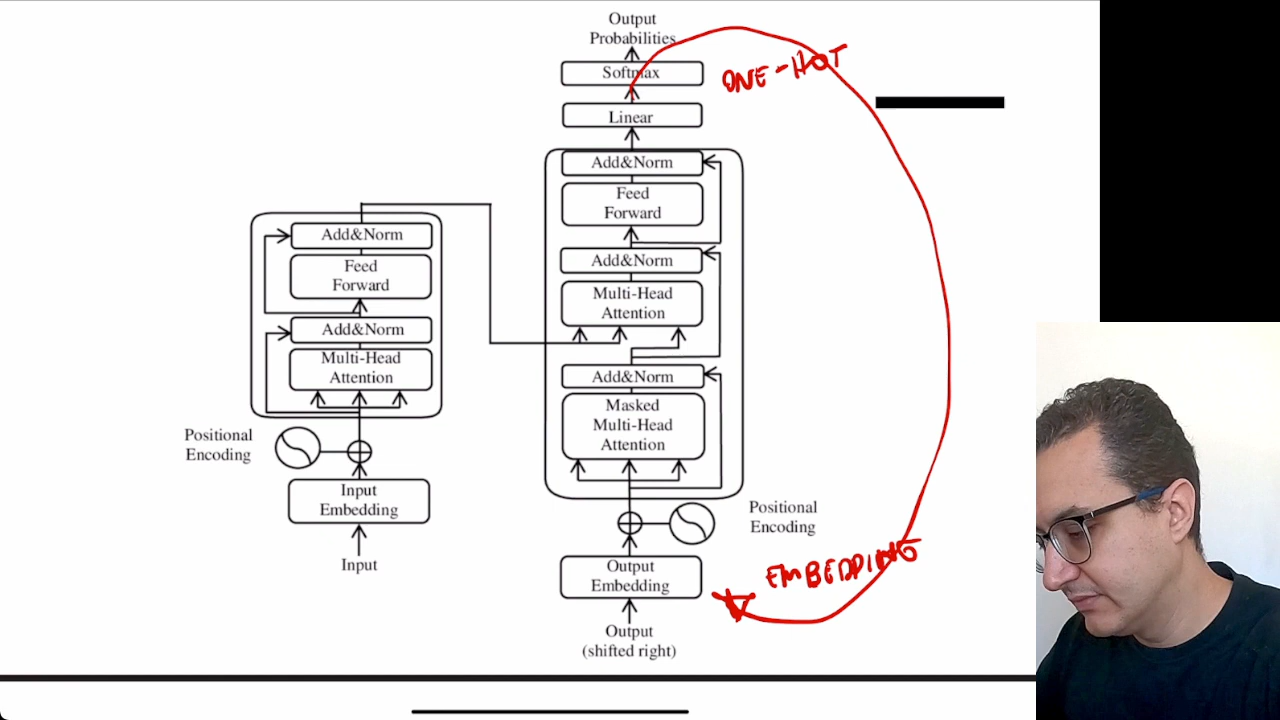 Output
Probabilities
Softmax
ONE-HOT
Linear
Add&Norm
Feed
Forward
Add&Norm
Multi-Head
Attention
Add&Norm
Masked
Multi-Head
Attention
Positional
Encoding
Output
Embedding
EMBEDDING
Output
(shifted right)
Add&Norm
Feed
Forward
Add&Norm
Multi-Head
Attention
Positional
Encoding
Input
Embedding
Input